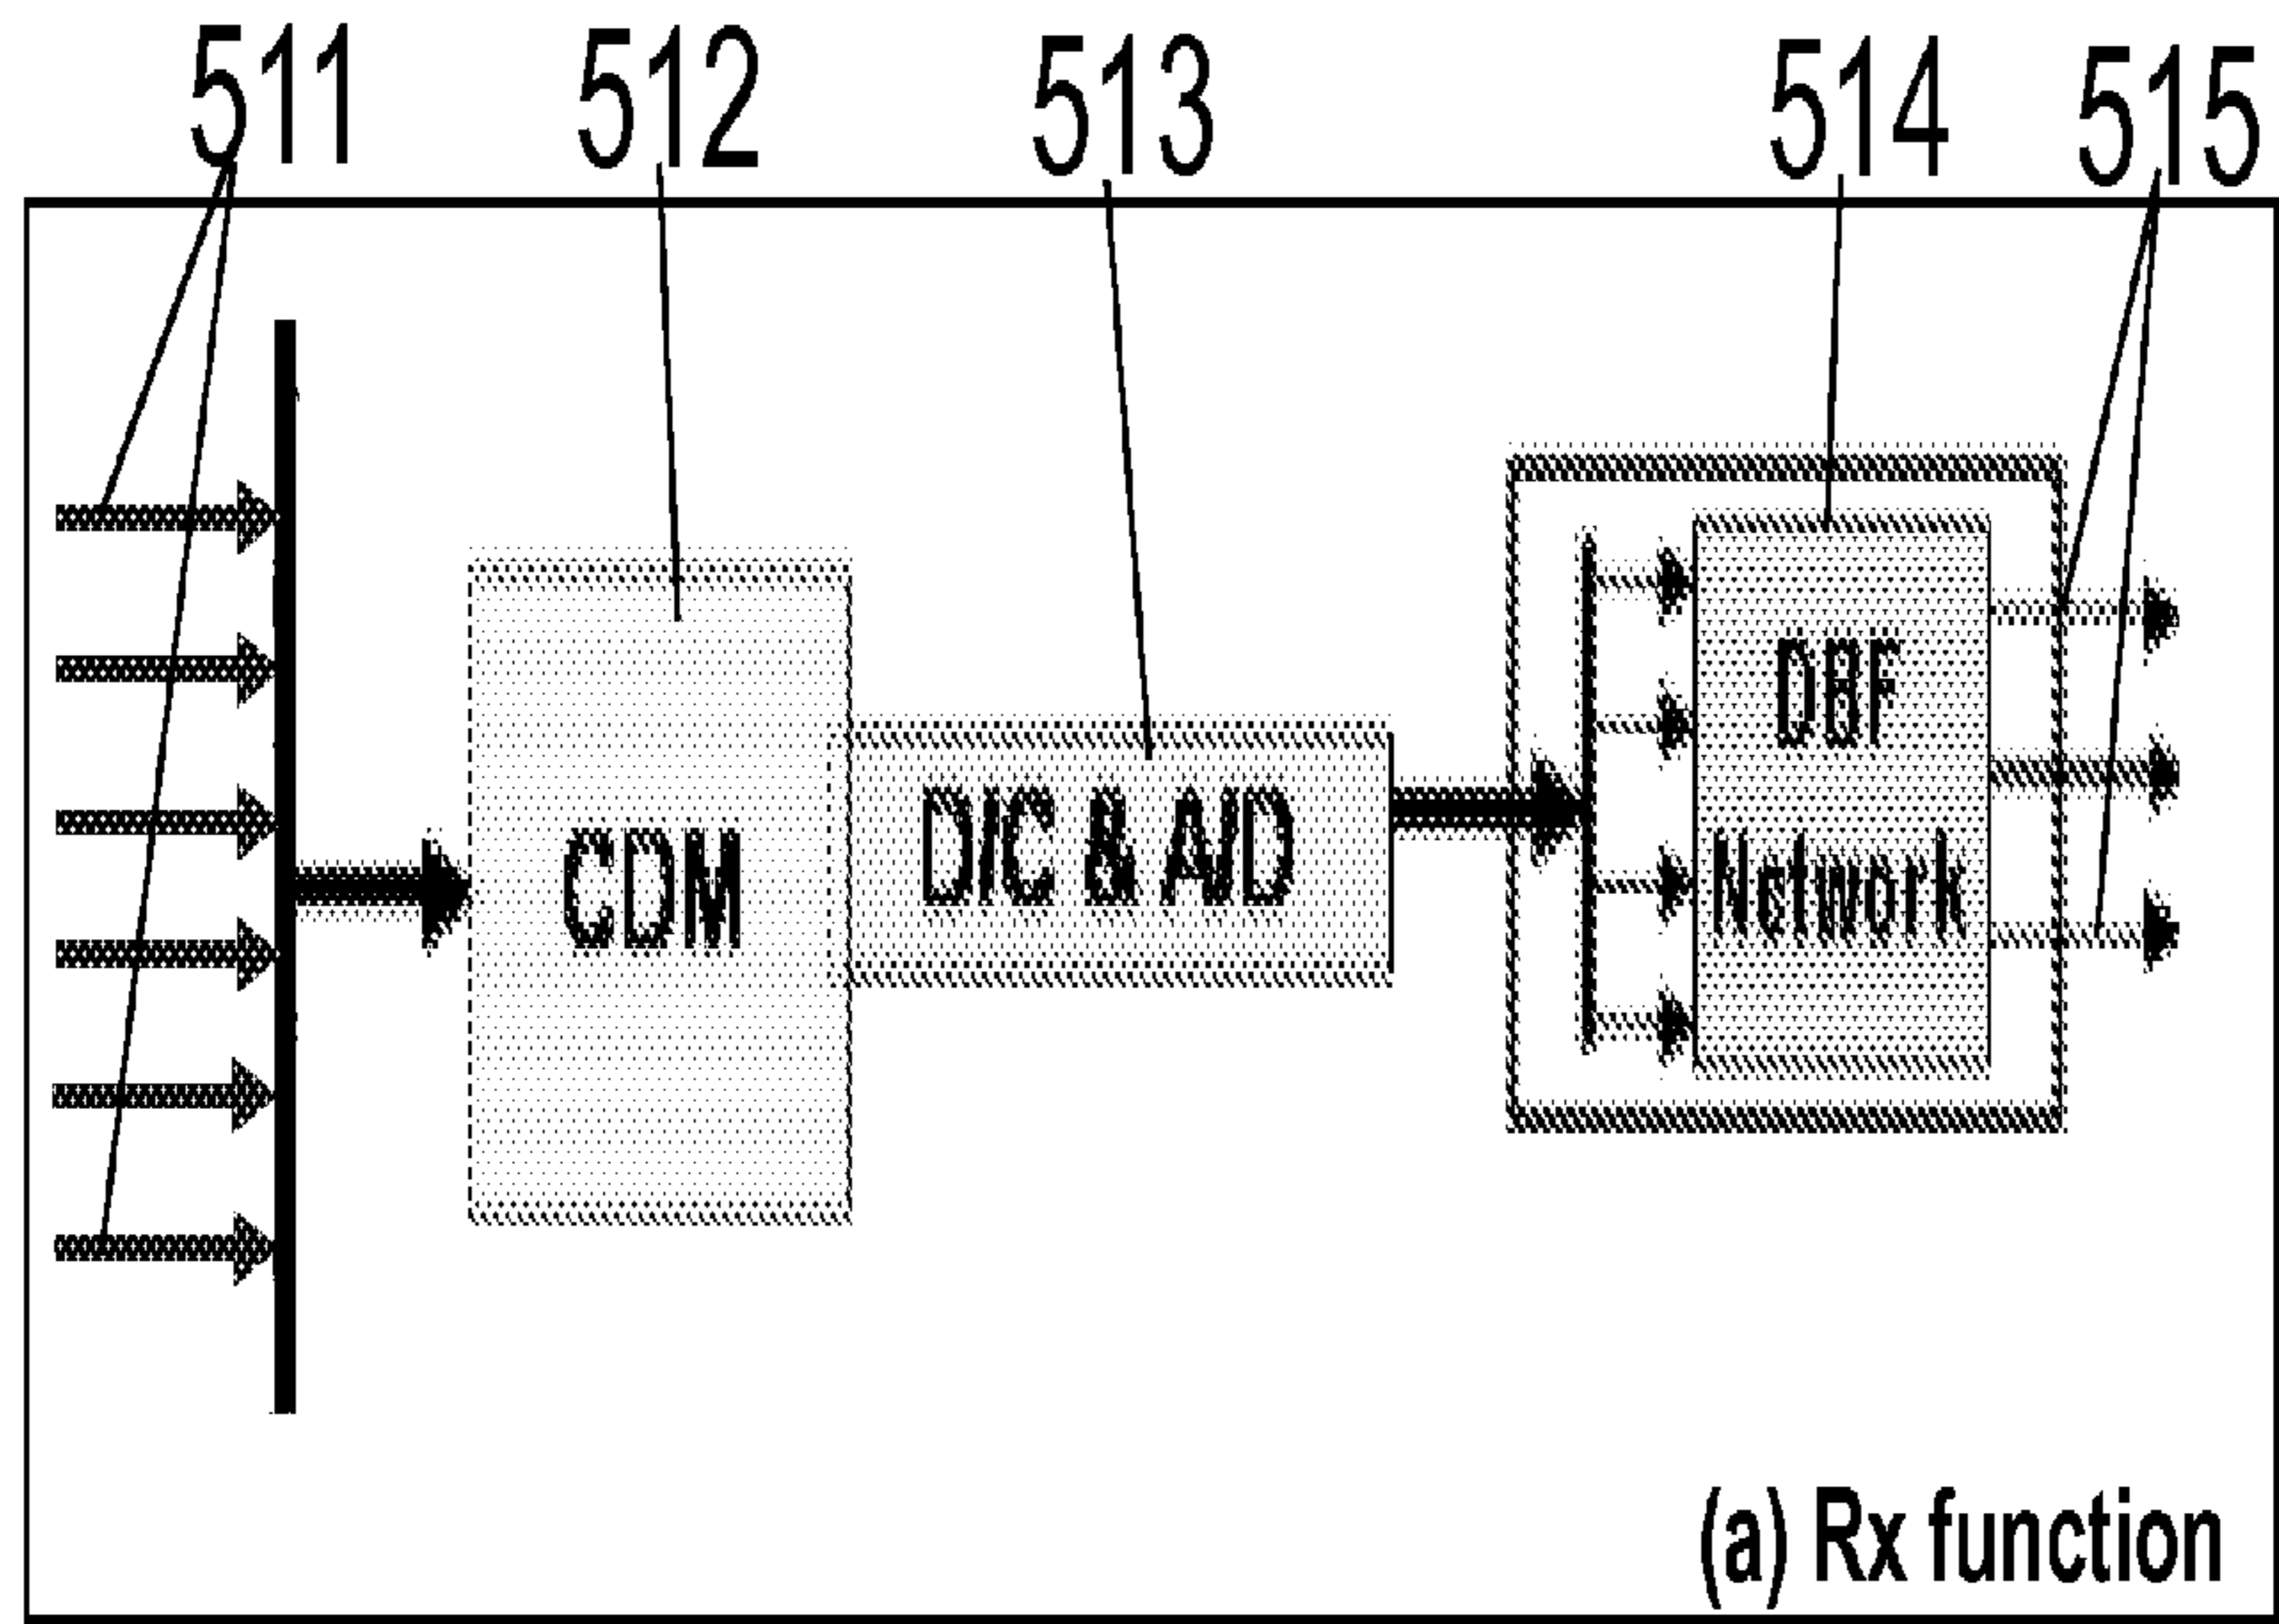 511 512 513 514 515
CDM
D/C & A/D
DBF
Network
(a) Rx function